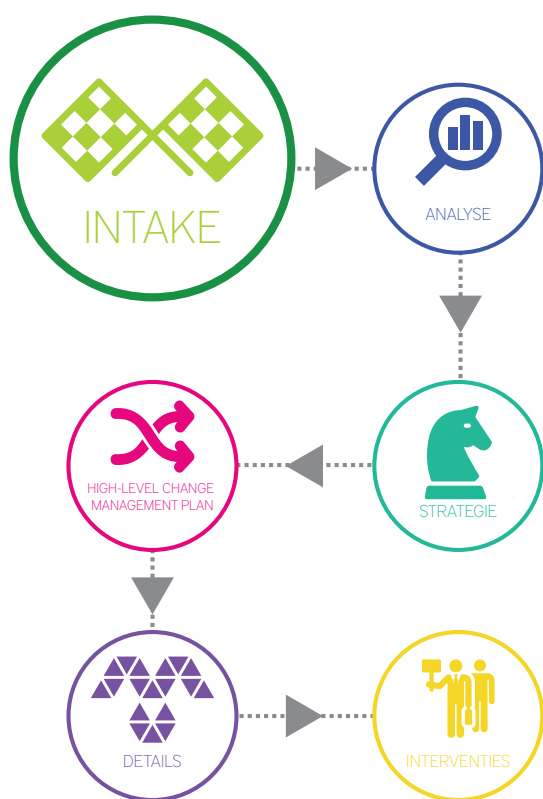 INTAKE
ANALYSE
STRATEGIE
HIGH-LEVEL CHANGE
MANAGEMENT PLAN
DETAILS
INTERVENTIES